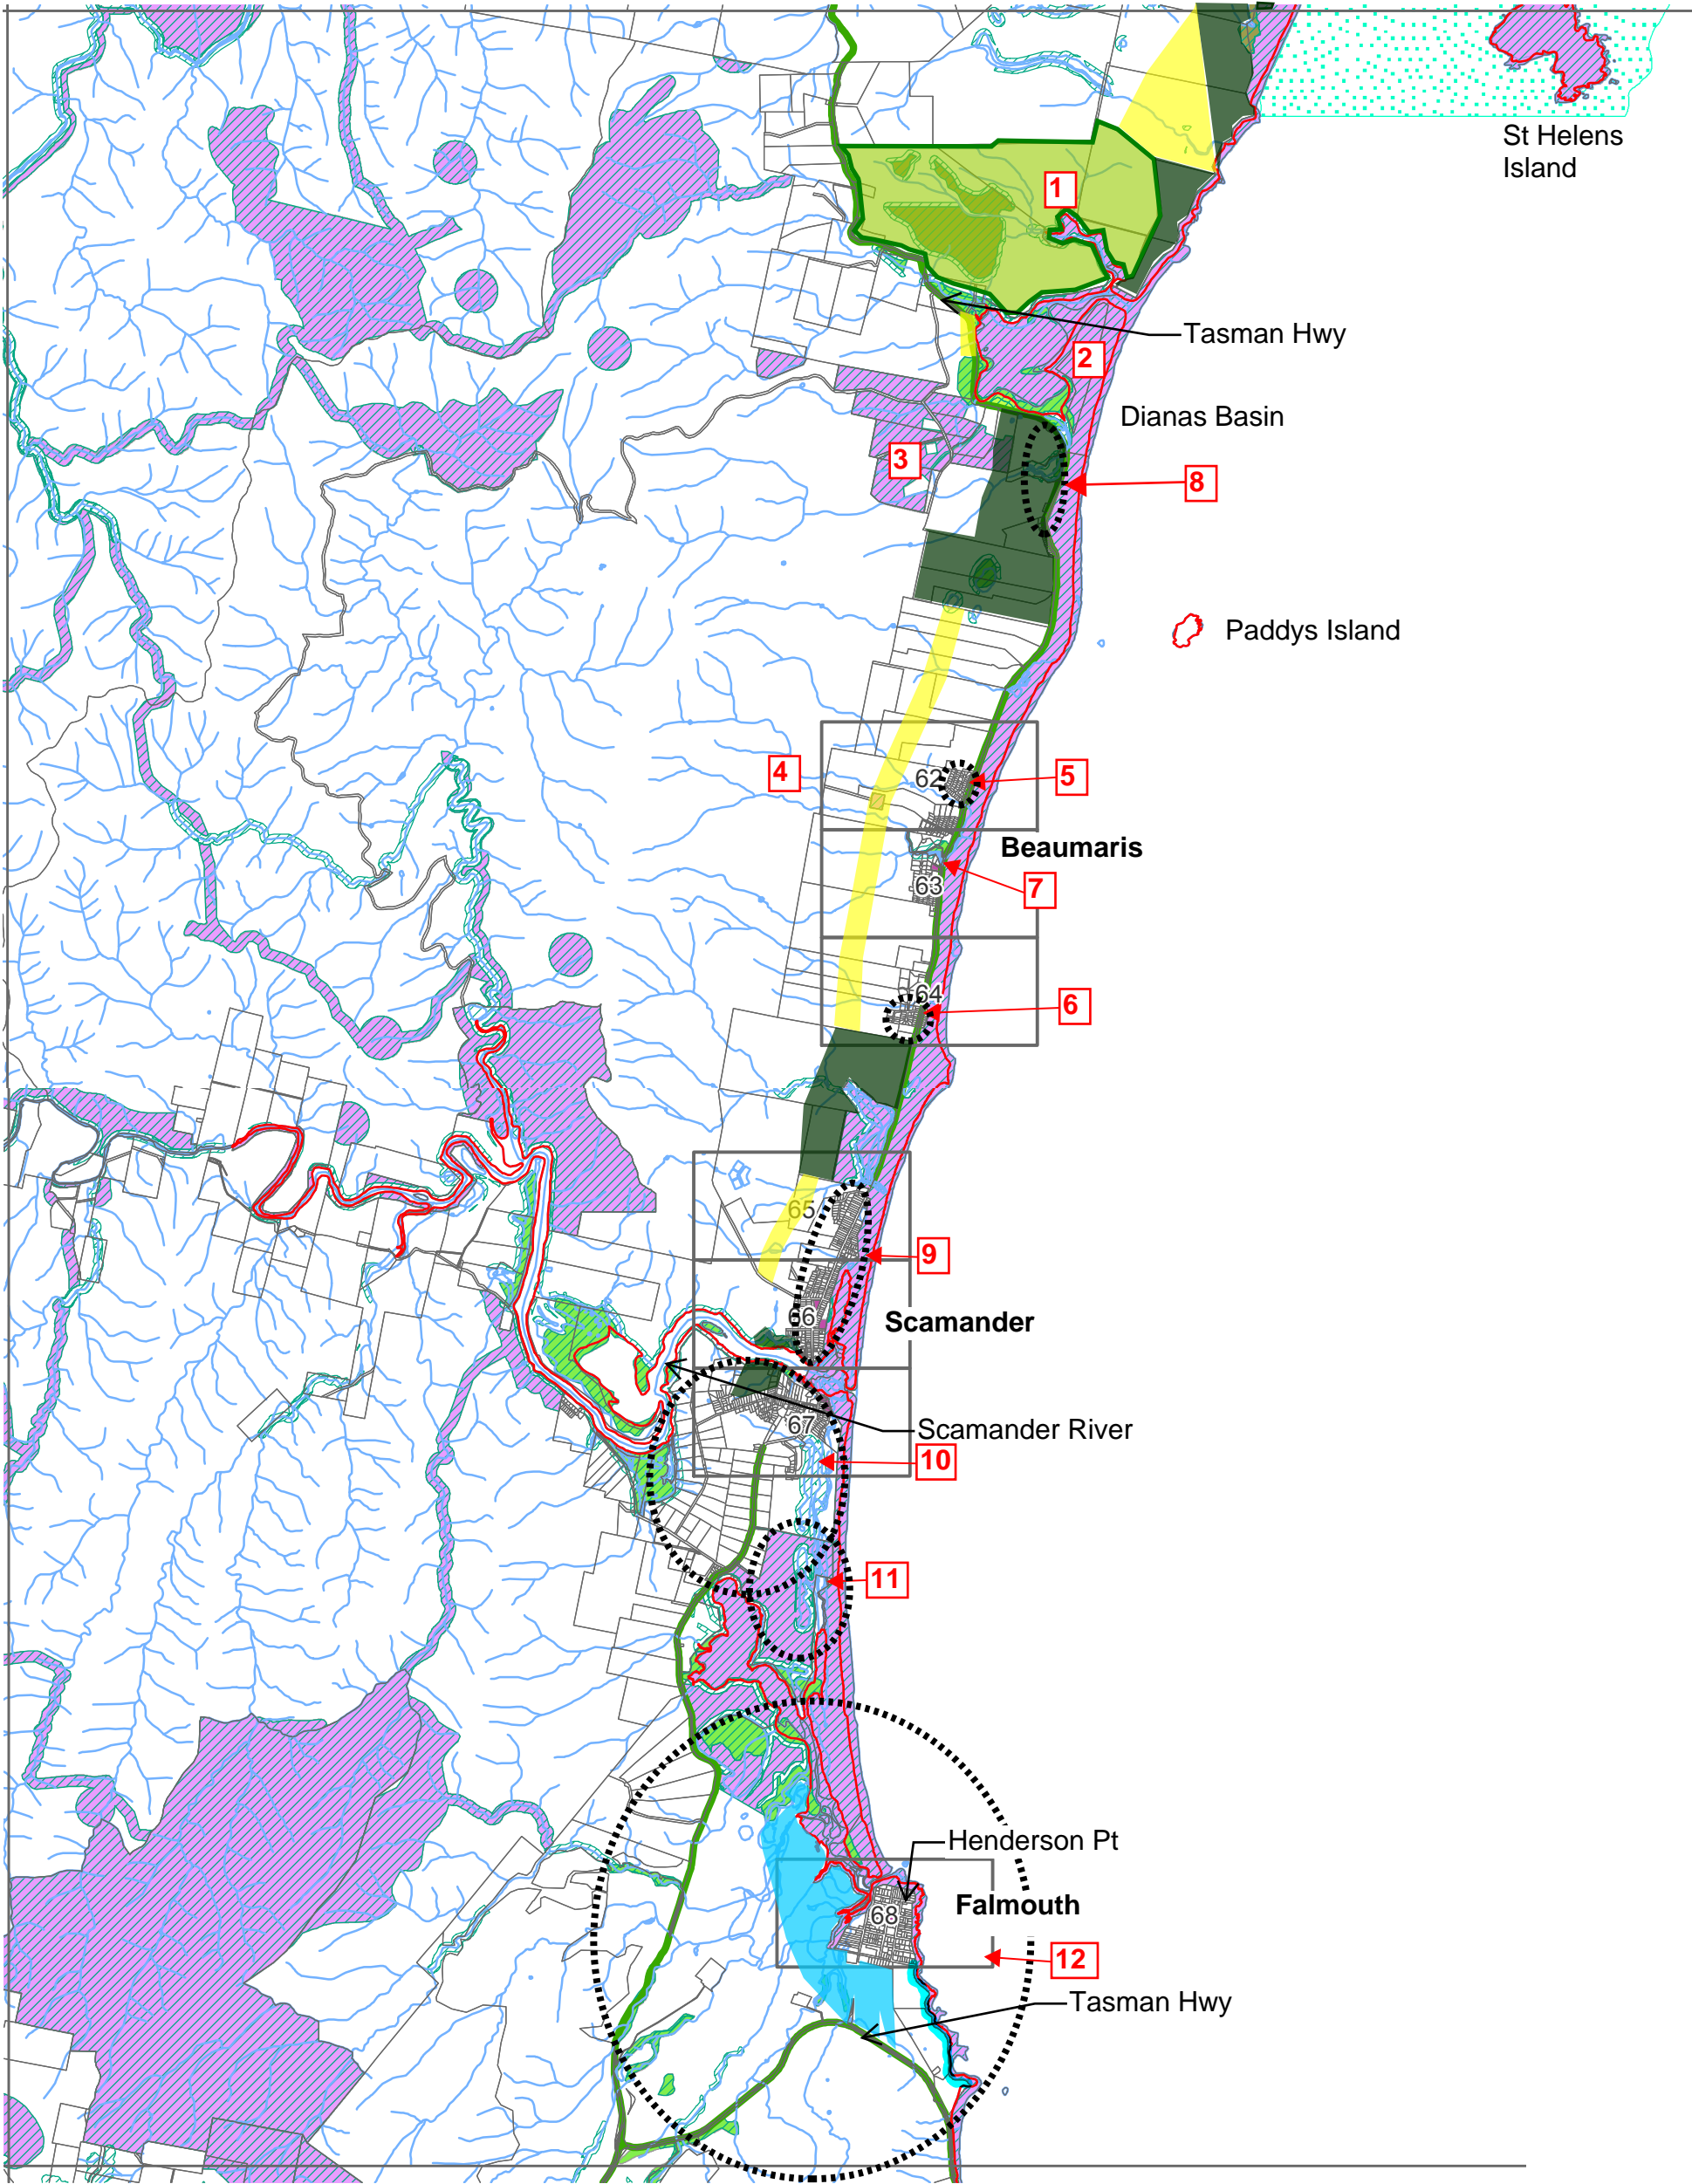 St Helens
Island
1
Tasman Hwy
2
Dianas Basin
3
8
Paddys Island
4
62
5
Beaumaris
7
63
64
6
65
9
66
Scamander
67
Scamander River
10
11
Henderson Pt
Falmouth
68
12
Tasman Hwy